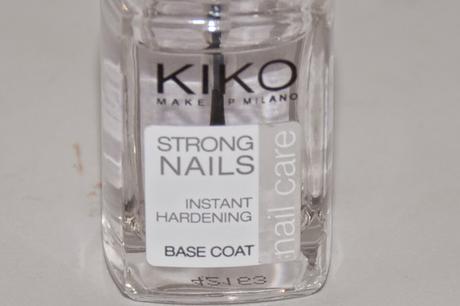 KIKO
MAKE UP MILANO
STRONG
NAILS
INSTANT
HARDENING
BASE COAT
nail care